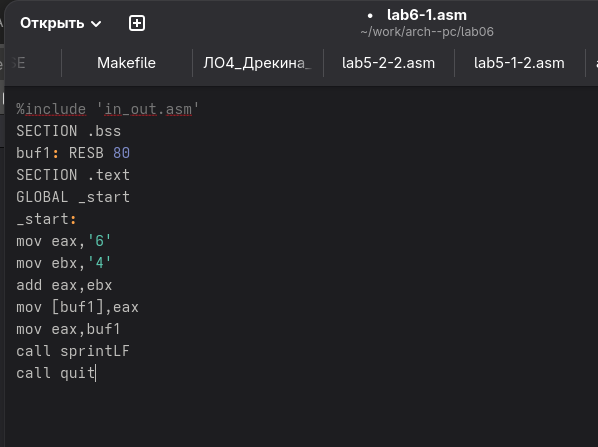 Открыть
• lab6-1.asm
~/work/arch--pc/lab06
SE Makefile ЛО4_Дрекина_ lab5-2-2.asm lab5-1-2.asm
%include 'in_out.asm'
SECTION .bss
buf1: RESB 80
SECTION .text
GLOBAL _start
_start:
mov eax,'6'
mov ebx,'4'
add eax,ebx
mov [buf1],eax
mov eax,buf1
call sprintLF
call quit